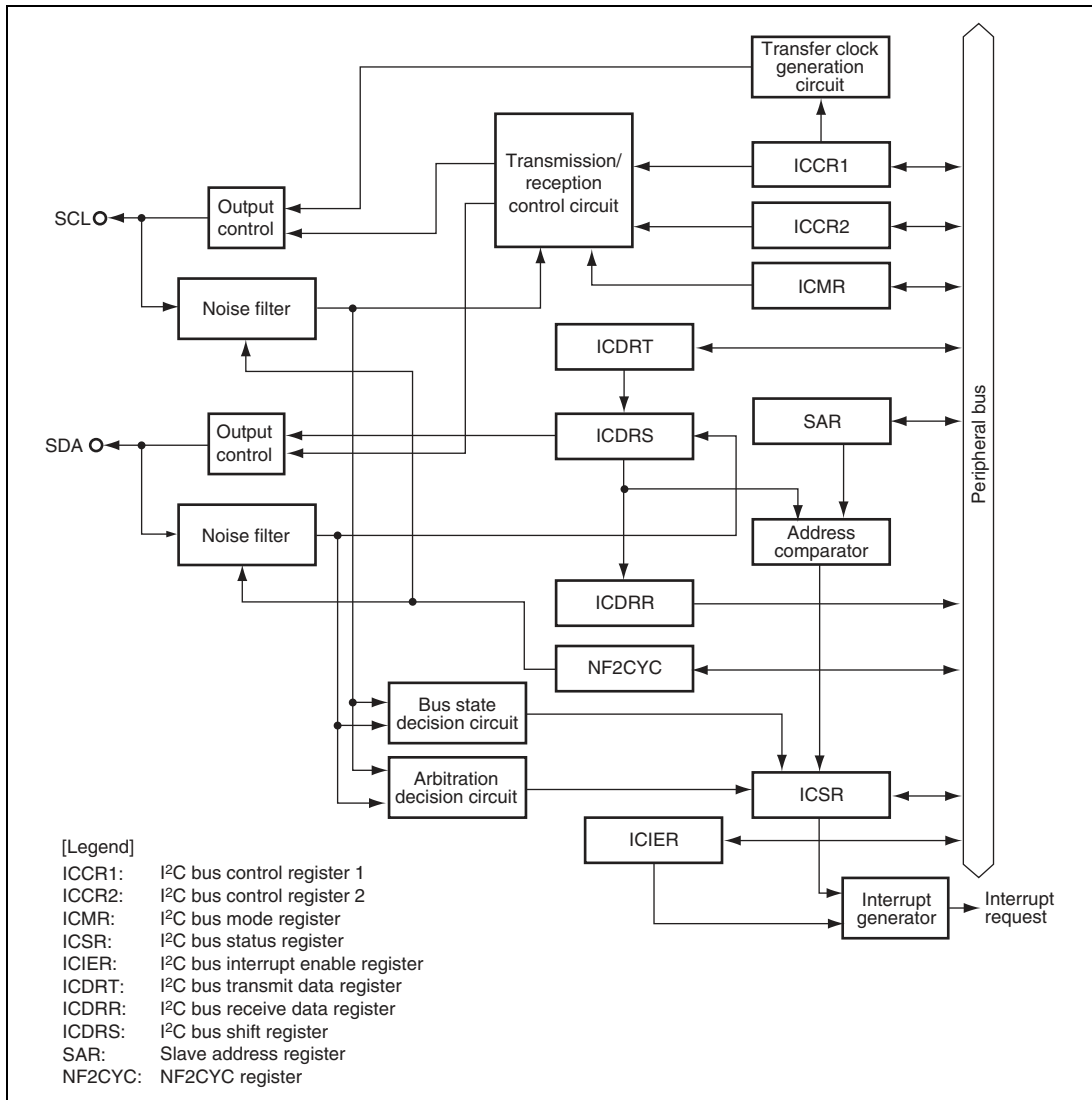 Transfer clock
generation
circuit
Transmission/
reception
control circuit
ICCR1
SCL
Output
control
ICCR2
Noise filter
ICMR
ICDRT
SDA
Output
control
ICDRS
SAR
Peripheral bus
Noise filter
Address
comparator
ICDRR
NF2CYC
Bus state
decision circuit
Arbitration
decision circuit
ICSR
ICIER
Interrupt
generator
Interrupt
request
[Legend]
ICCR1: I²C bus control register 1
ICCR2: I²C bus control register 2
ICMR: I²C bus mode register
ICSR: I²C bus status register
ICIER: I²C bus interrupt enable register
ICDRT: I²C bus transmit data register
ICDRR: I²C bus receive data register
ICDRS: I²C bus shift register
SAR: Slave address register
NF2CYC: NF2CYC register